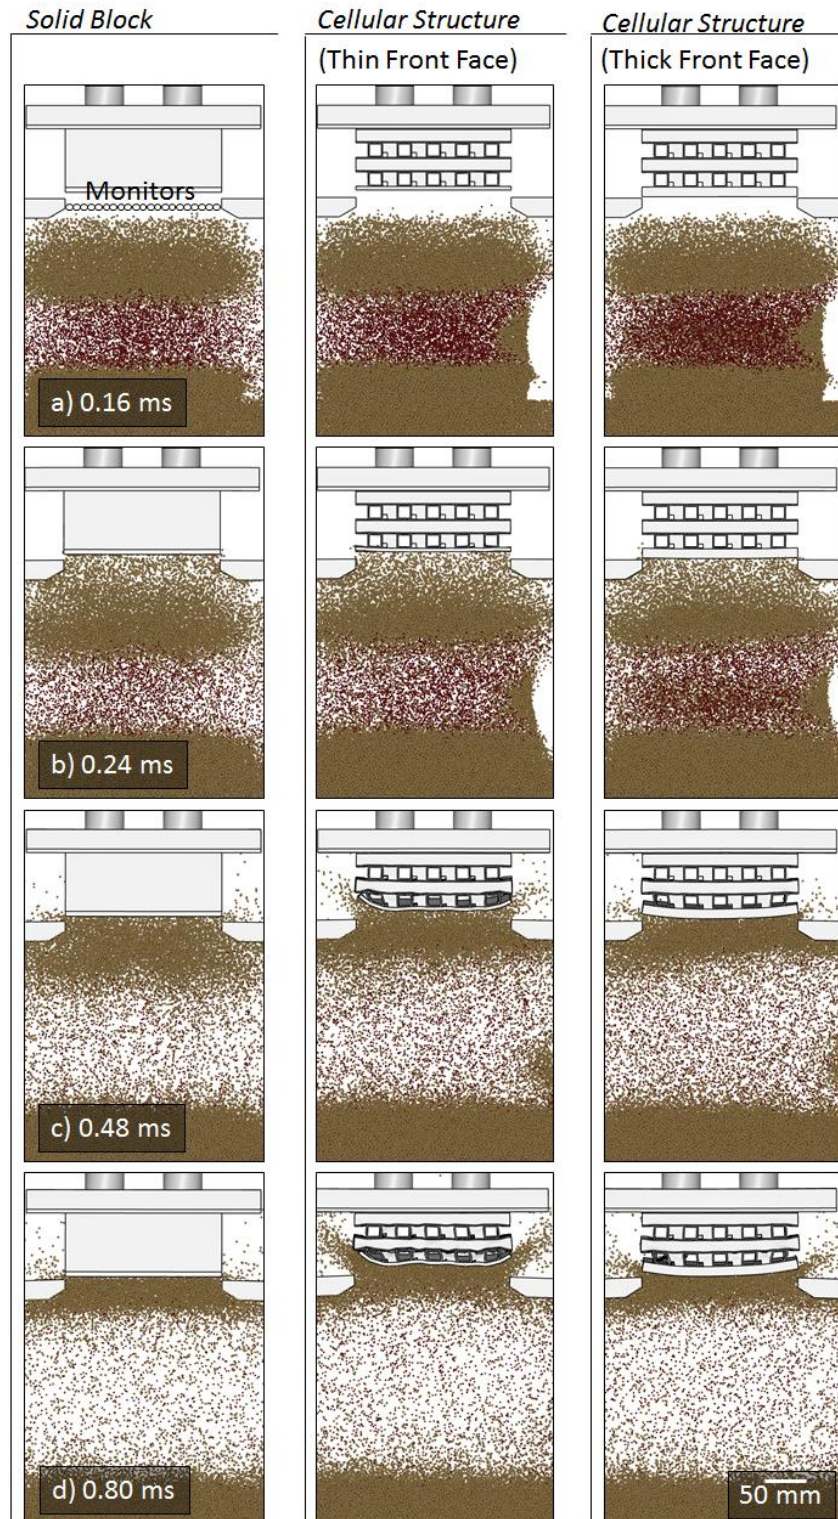 Solid Block
Cellular Structure
(Thin Front Face)
Cellular Structure
(Thick Front Face)
Monitors
a) 0.16 ms
b) 0.24 ms
c) 0.48 ms
d) 0.80 ms
50 mm